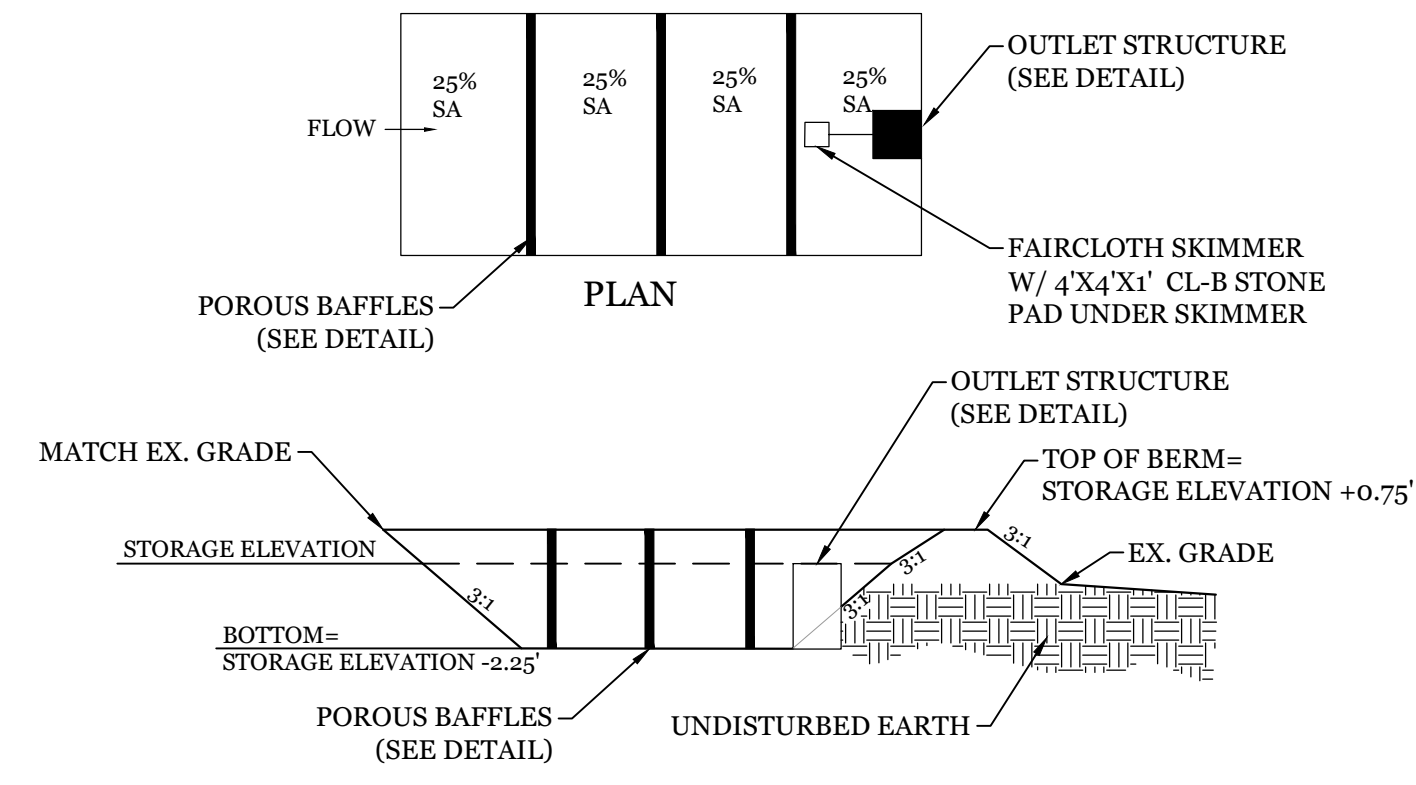 OUTLET STRUCTURE
(SEE DETAIL)
25%
SA
25%
SA
25%
SA
25%
SA
FLOW
FAIRCLOTH SKIMMER
W/ 4'X4'X1' CL-B STONE
PAD UNDER SKIMMER
POROUS BAFFLES
(SEE DETAIL)
PLAN
OUTLET STRUCTURE
(SEE DETAIL)
MATCH EX. GRADE
TOP OF BERM=
STORAGE ELEVATION +0.75'
STORAGE ELEVATION
3:1
3:1
3:1
3:1
EX. GRADE
BOTTOM=
STORAGE ELEVATION -2.25'
POROUS BAFFLES
(SEE DETAIL)
UNDISTURBED EARTH